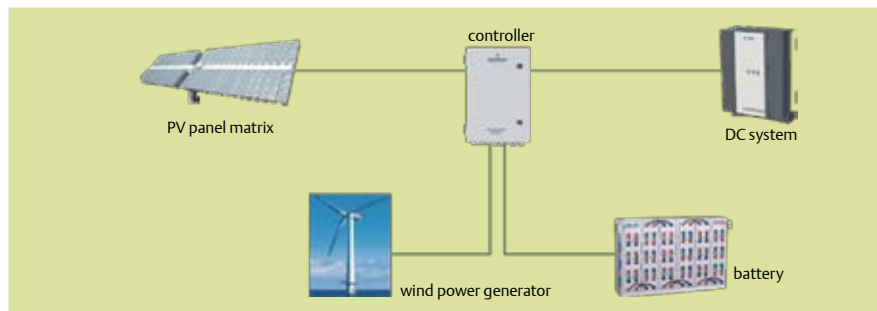 controller
PV panel matrix
DC system
wind power generator
battery